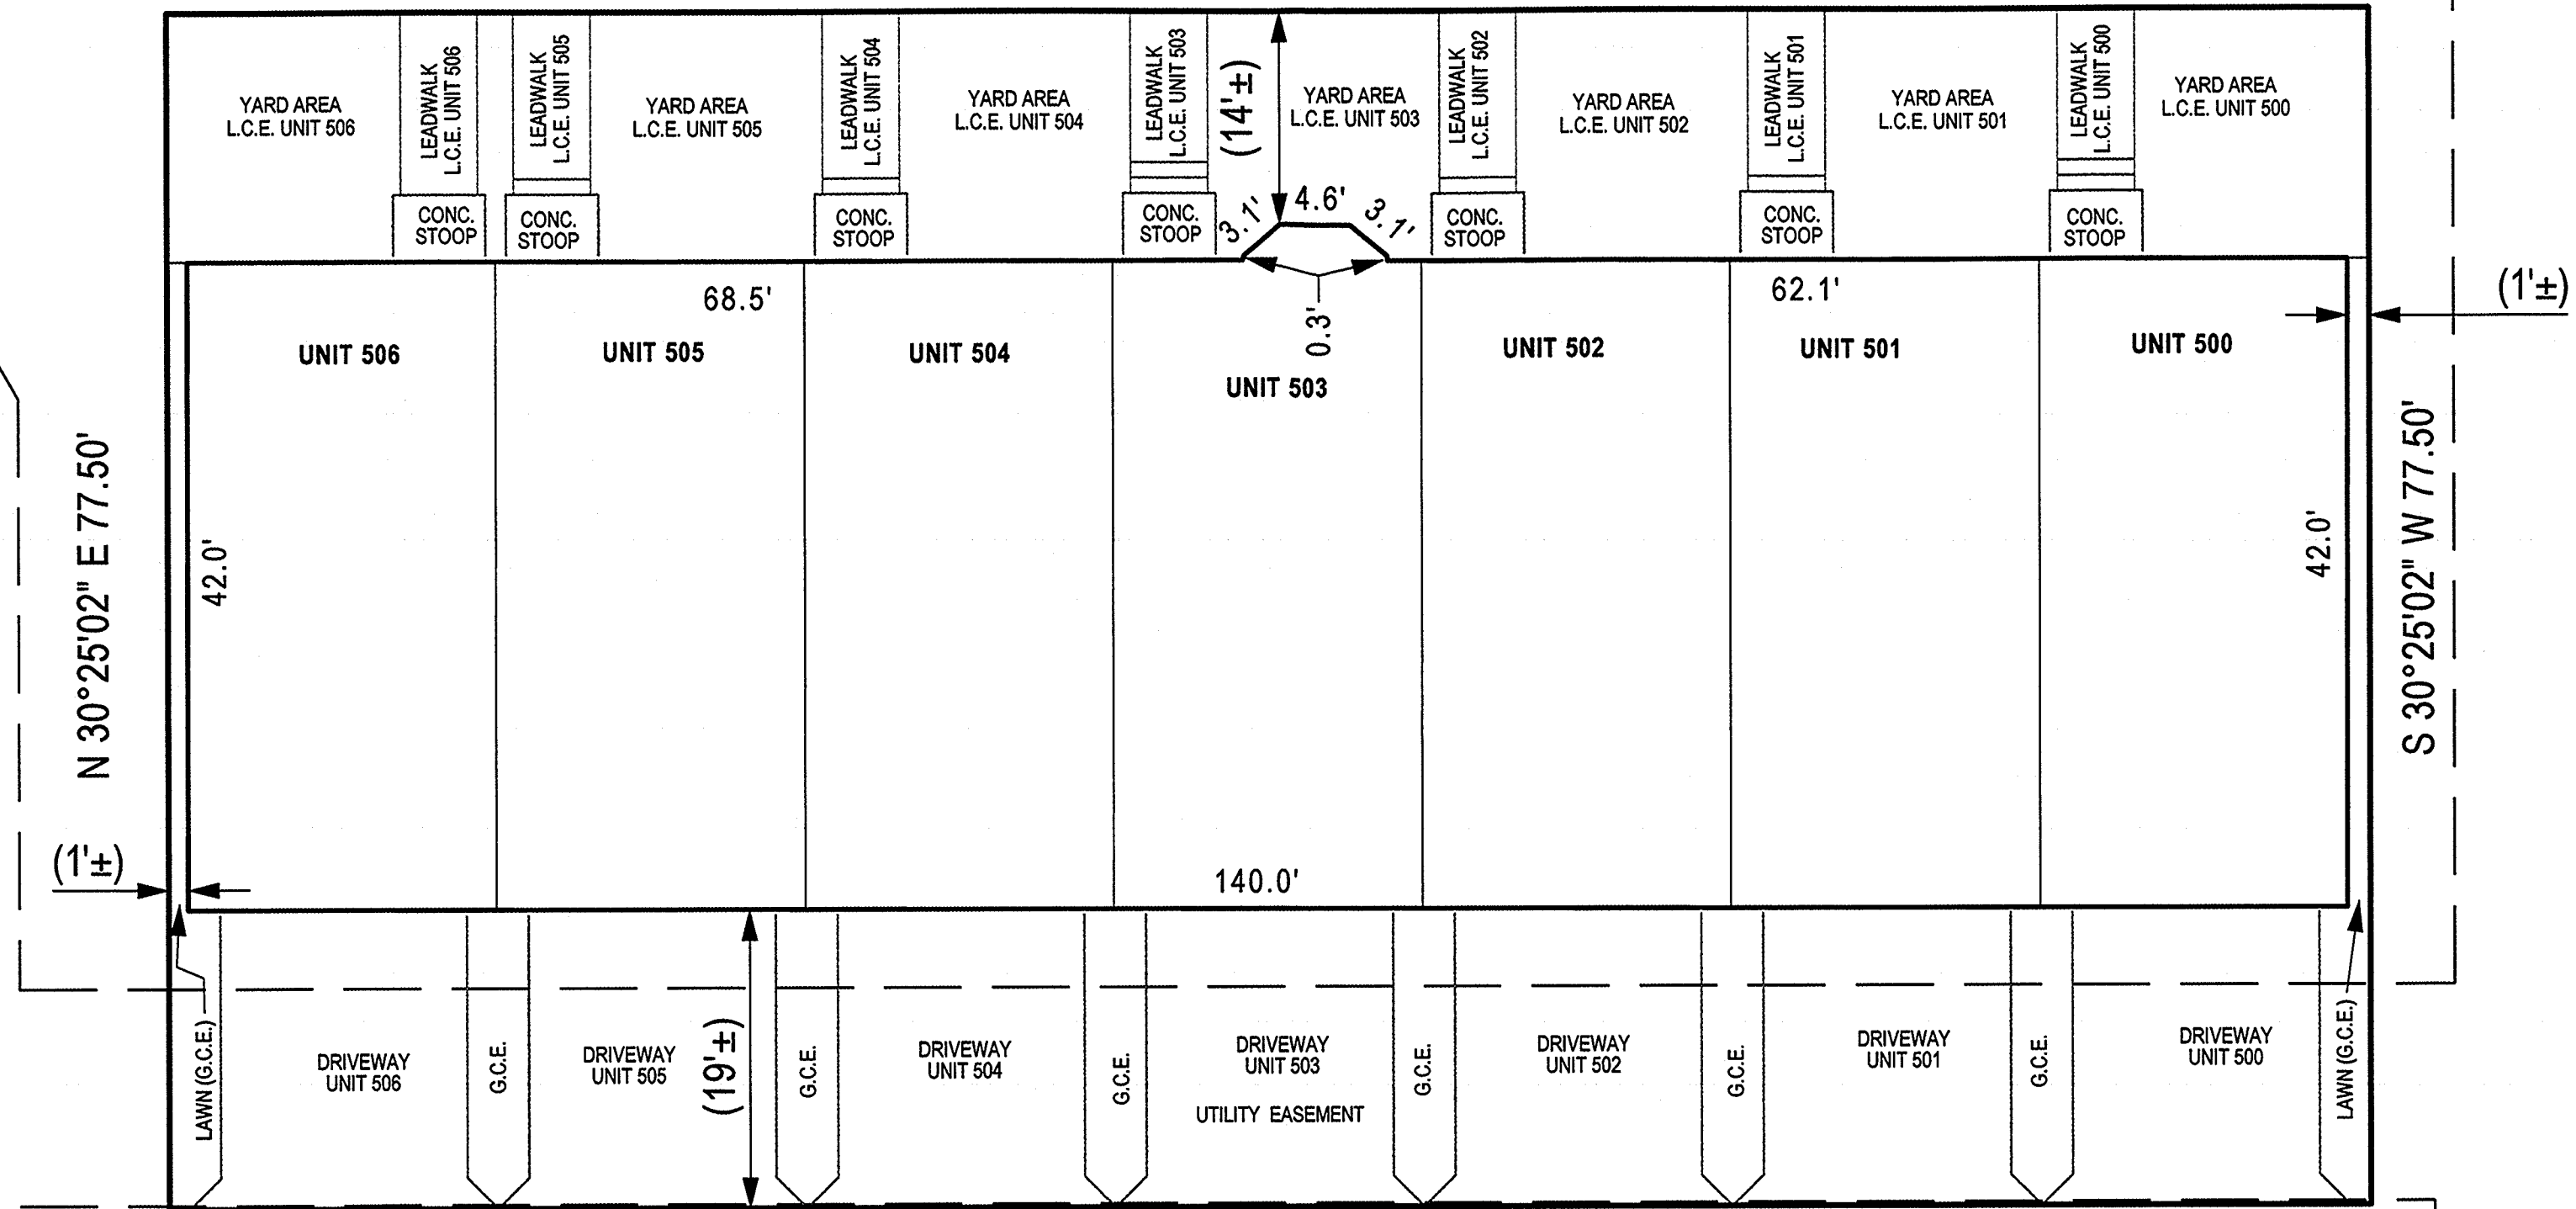 LEADWALK
L.C.E. UNIT 506
LEADWALK
L.C.E. UNIT 505
LEADWALK
L.C.E. UNIT 504
LEADWALK
L.C.E. UNIT 503
LEADWALK
L.C.E. UNIT 502
LEADWALK
L.C.E. UNIT 501
LEADWALK
L.C.E. UNIT 500
YARD AREA
L.C.E. UNIT 506
YARD AREA
L.C.E. UNIT 505
YARD AREA
L.C.E. UNIT 504
(14'±)
YARD AREA
L.C.E. UNIT 503
YARD AREA
L.C.E. UNIT 502
YARD AREA
L.C.E. UNIT 501
YARD AREA
L.C.E. UNIT 500
CONC.
STOOP
CONC.
STOOP
CONC.
STOOP
CONC.
STOOP
3.1'
4.6'
3.1'
CONC.
STOOP
CONC.
STOOP
CONC.
STOOP
68.5'
0.3'
62.1'
(1'±)
UNIT 506
UNIT 505
UNIT 504
UNIT 503
UNIT 502
UNIT 501
UNIT 500
N 30°25'02" E 77.50'
42.0'
42.0'
S 30°25'02" W 77.50'
(1'±)
140.0'
LAWN (G.C.E.)
DRIVEWAY
UNIT 506
G.C.E.
DRIVEWAY
UNIT 505
(19'±)
G.C.E.
DRIVEWAY
UNIT 504
G.C.E.
DRIVEWAY
UNIT 503
UTILITY EASEMENT
G.C.E.
DRIVEWAY
UNIT 502
G.C.E.
DRIVEWAY
UNIT 501
G.C.E.
DRIVEWAY
UNIT 500
LAWN (G.C.E.)